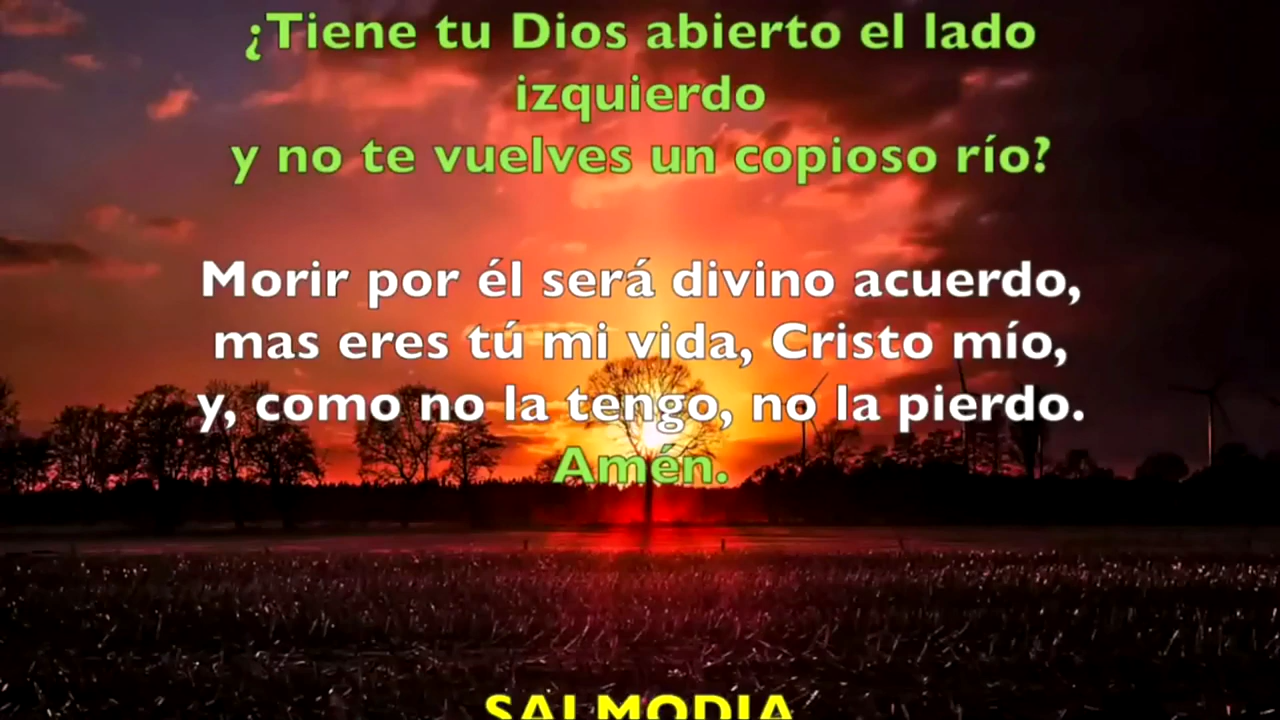 ¿Tiene tu Dios abierto el lado
izquierdo
y no te vuelves un copioso río?
Morir por él será divino acuerdo,
mas eres tú mi vida, Cristo mío,
y, como no la tengo, no la pierdo.
Amén.
SALMODIA